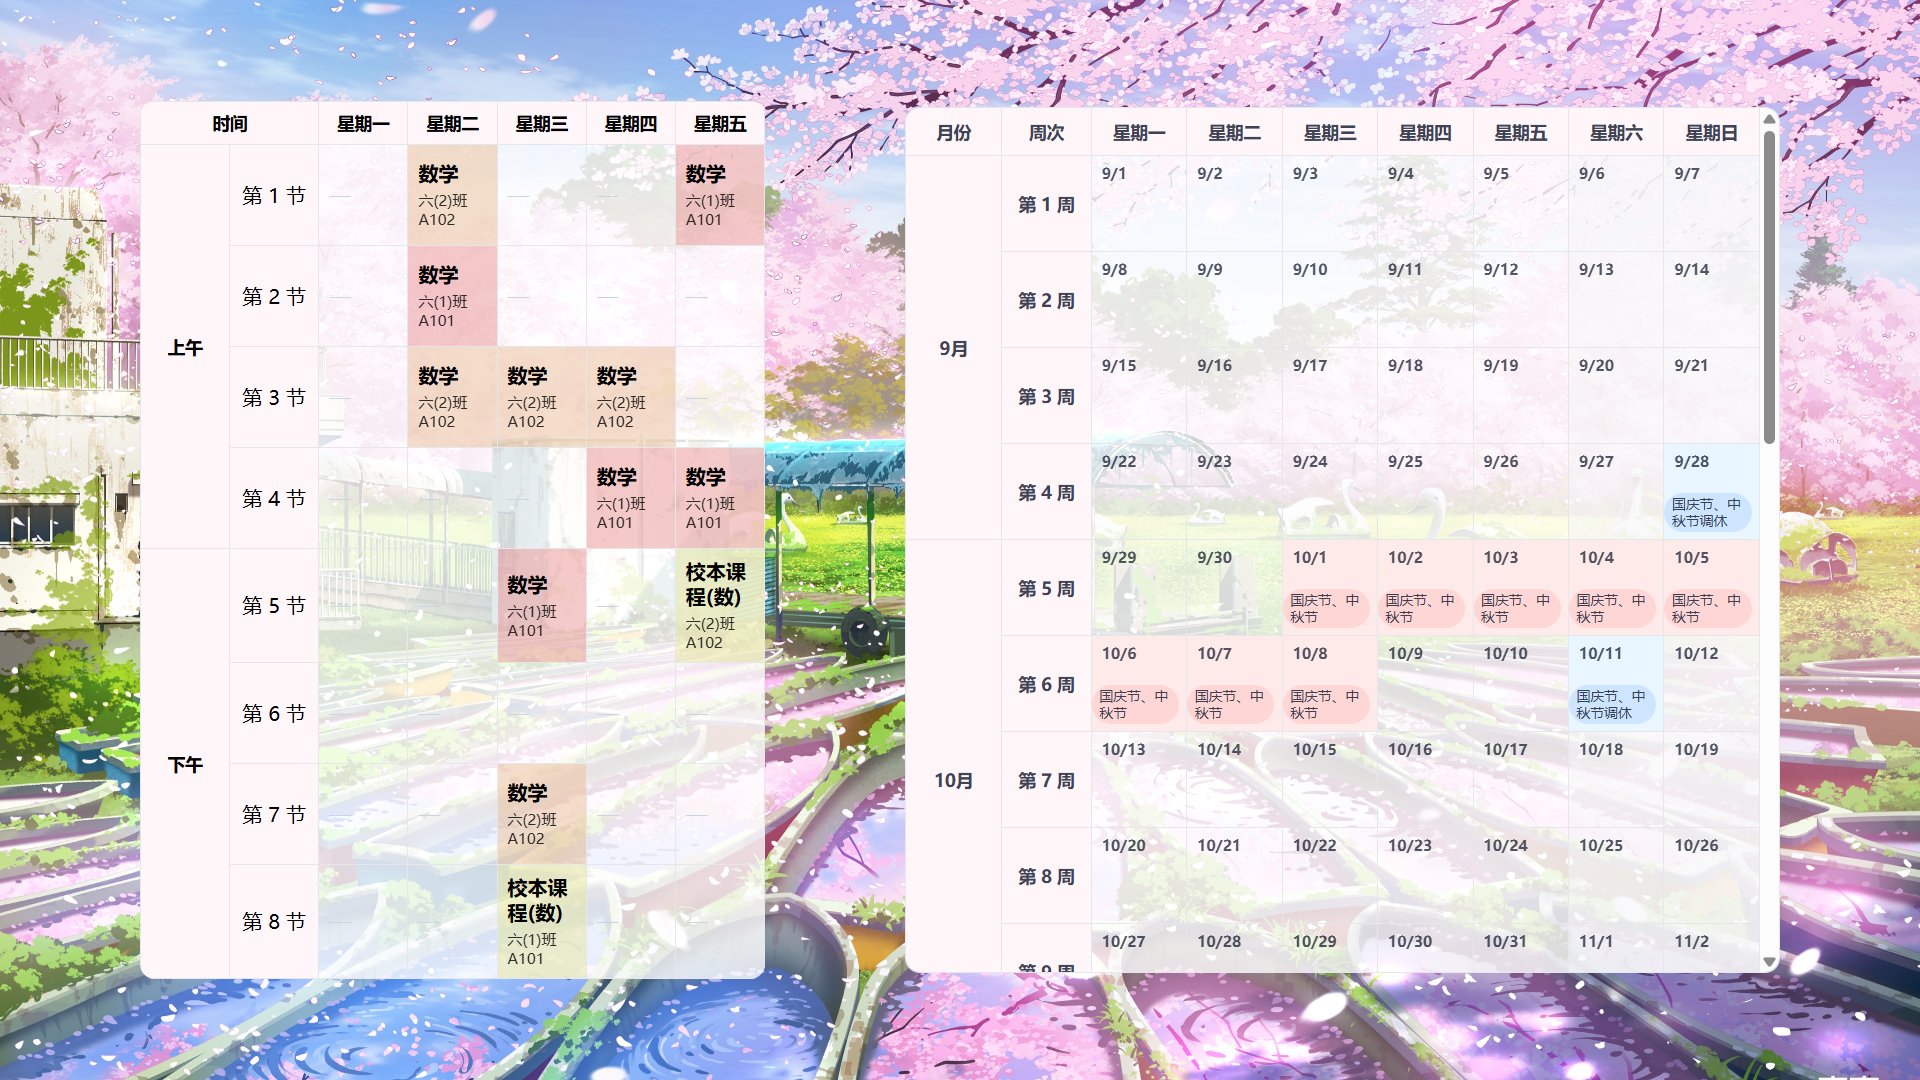 时间 星期一 星期二 星期三 星期四 星期五
上午
第 1 节
数学
六(2)班
A102
数学
六(1)班
A101
第 2 节
数学
六(1)班
A101
第 3 节
数学
六(2)班
A102
数学
六(2)班
A102
数学
六(2)班
A102
第 4 节
数学
六(1)班
A101
数学
六(1)班
A101
下午
第 5 节
数学
六(1)班
A101
校本课
程(数)
六(2)班
A102
第 6 节
第 7 节
数学
六(2)班
A102
第 8 节
校本课
程(数)
六(1)班
A101
月份 周次 星期一 星期二 星期三 星期四 星期五 星期六 星期日
9月
第 1 周
9/1 9/2 9/3 9/4 9/5 9/6 9/7
第 2 周
9/8 9/9 9/10 9/11 9/12 9/13 9/14
第 3 周
9/15 9/16 9/17 9/18 9/19 9/20 9/21
第 4 周
9/22 9/23 9/24 9/25 9/26 9/27 9/28
国庆节、中
秋节调休
10月
第 5 周
9/29 9/30 10/1 10/2 10/3 10/4 10/5
国庆节、中
秋节
国庆节、中
秋节
国庆节、中
秋节
国庆节、中
秋节
国庆节、中
秋节
第 6 周
10/6 10/7 10/8 10/9 10/10 10/11 10/12
国庆节、中
秋节
国庆节、中
秋节
国庆节、中
秋节
国庆节、中
秋节调休
第 7 周
10/13 10/14 10/15 10/16 10/17 10/18 10/19
第 8 周
10/20 10/21 10/22 10/23 10/24 10/25 10/26
第 9 周
10/27 10/28 10/29 10/30 10/31 11/1 11/2